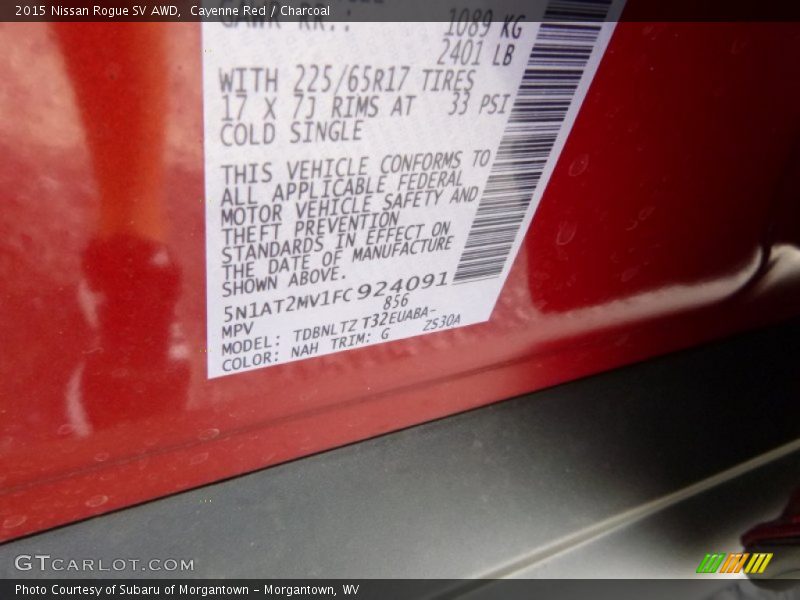 2015 Nissan Rogue SV AWD, Cayenne Red / Charcoal
GAWR RR.:
1089 KG
2401 LB
WITH 225/65R17 TIRES
17 X 7J RIMS AT 33 PSI
COLD SINGLE
THIS VEHICLE CONFORMS TO
ALL APPLICABLE FEDERAL
MOTOR VEHICLE SAFETY AND
THEFT PREVENTION
STANDARDS IN EFFECT ON
THE DATE OF MANUFACTURE
SHOWN ABOVE.
5N1AT2MV1FC924091
MPV 856
MODEL: TDBNLTZ T32EUABA-
COLOR: NAH TRIM: G ZS30A
GTCARLOT.COM
Photo Courtesy of Subaru of Morgantown - Morgantown, WV